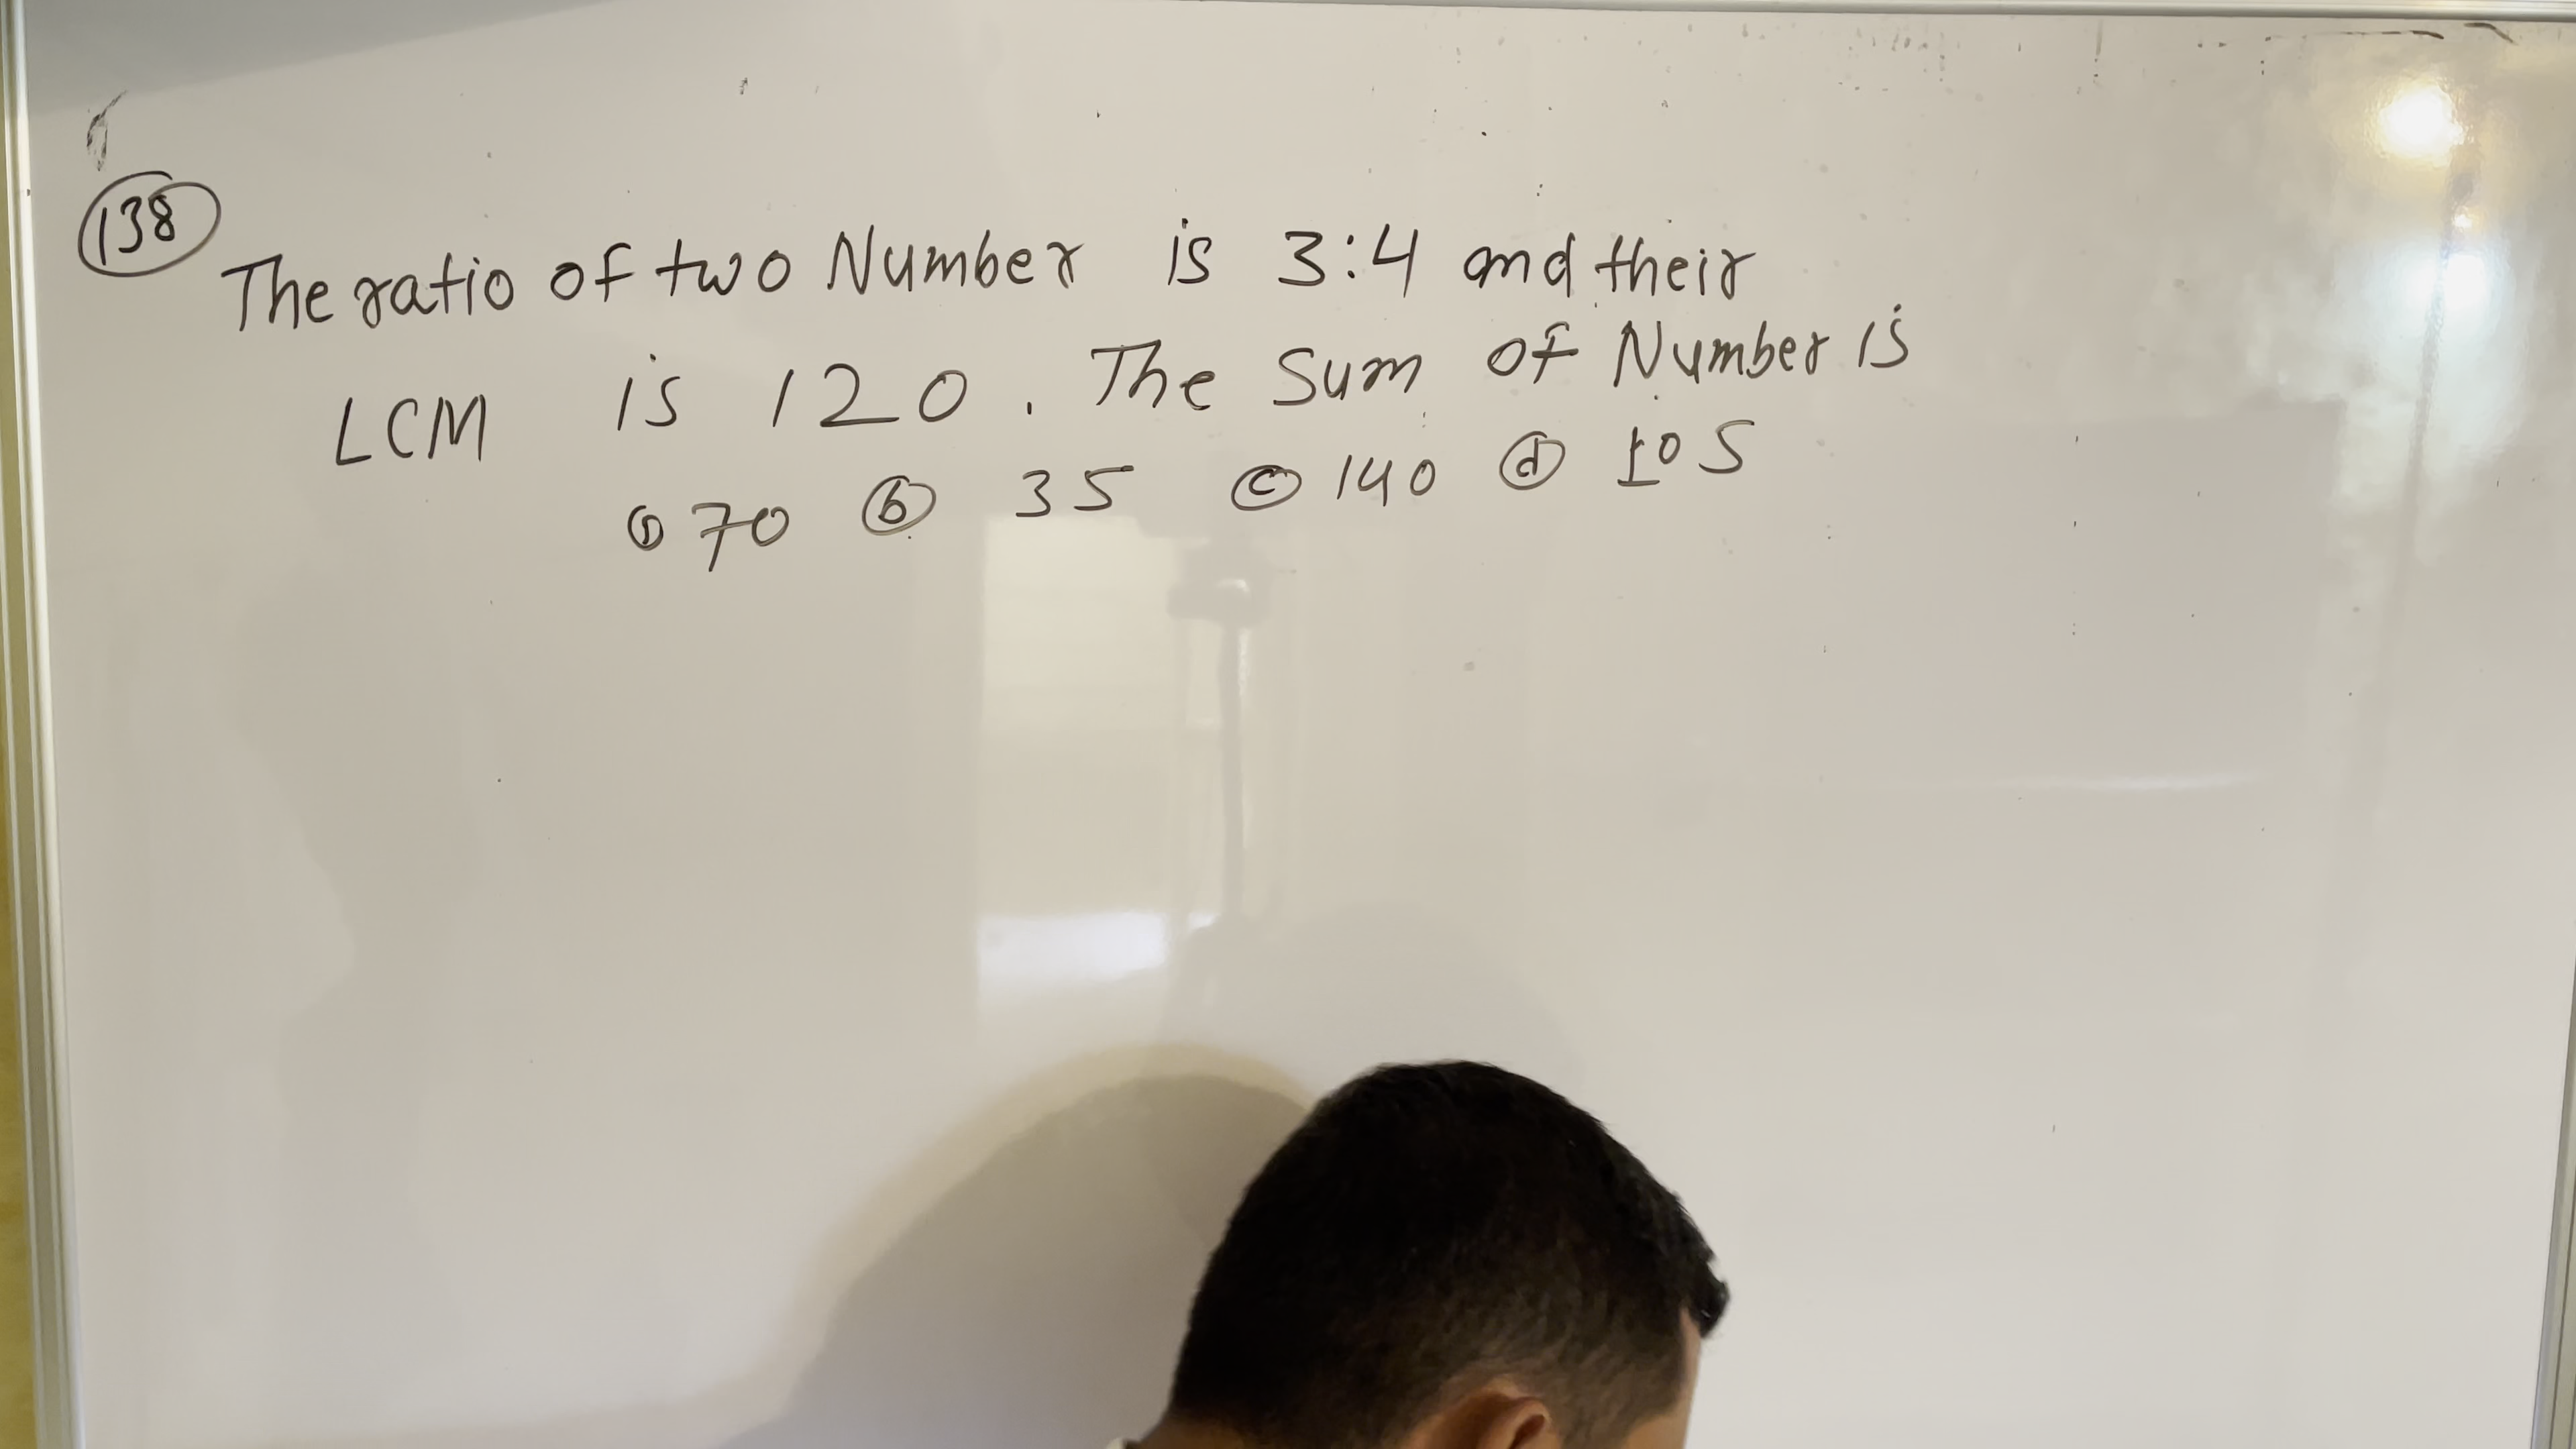 138
The ratio of two Number is 3:4 and their
LCM is 120. The Sum of Number is
ⓐ 70 ⓑ 35 ⓒ 140 ⓓ 105